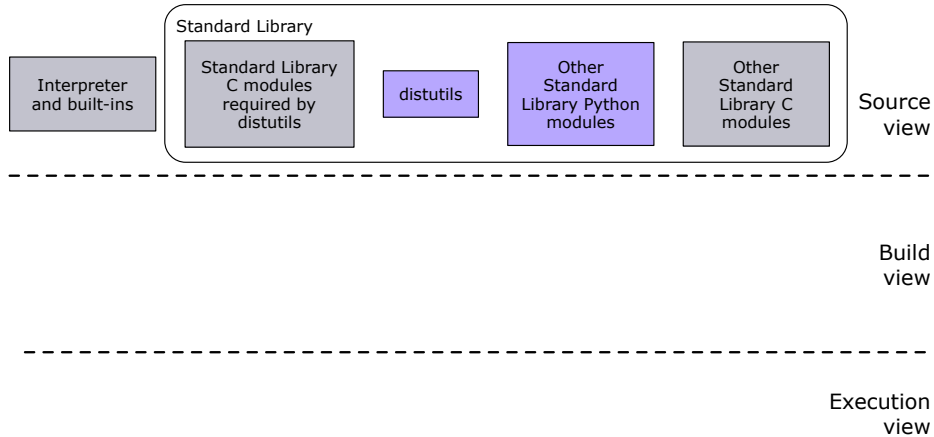 Standard Library
Interpreter
and built-ins
Standard Library
C modules
required by
distutils
distutils
Other
Standard
Library Python
modules
Other
Standard
Library C
modules
Source
view
Build
view
Execution
view